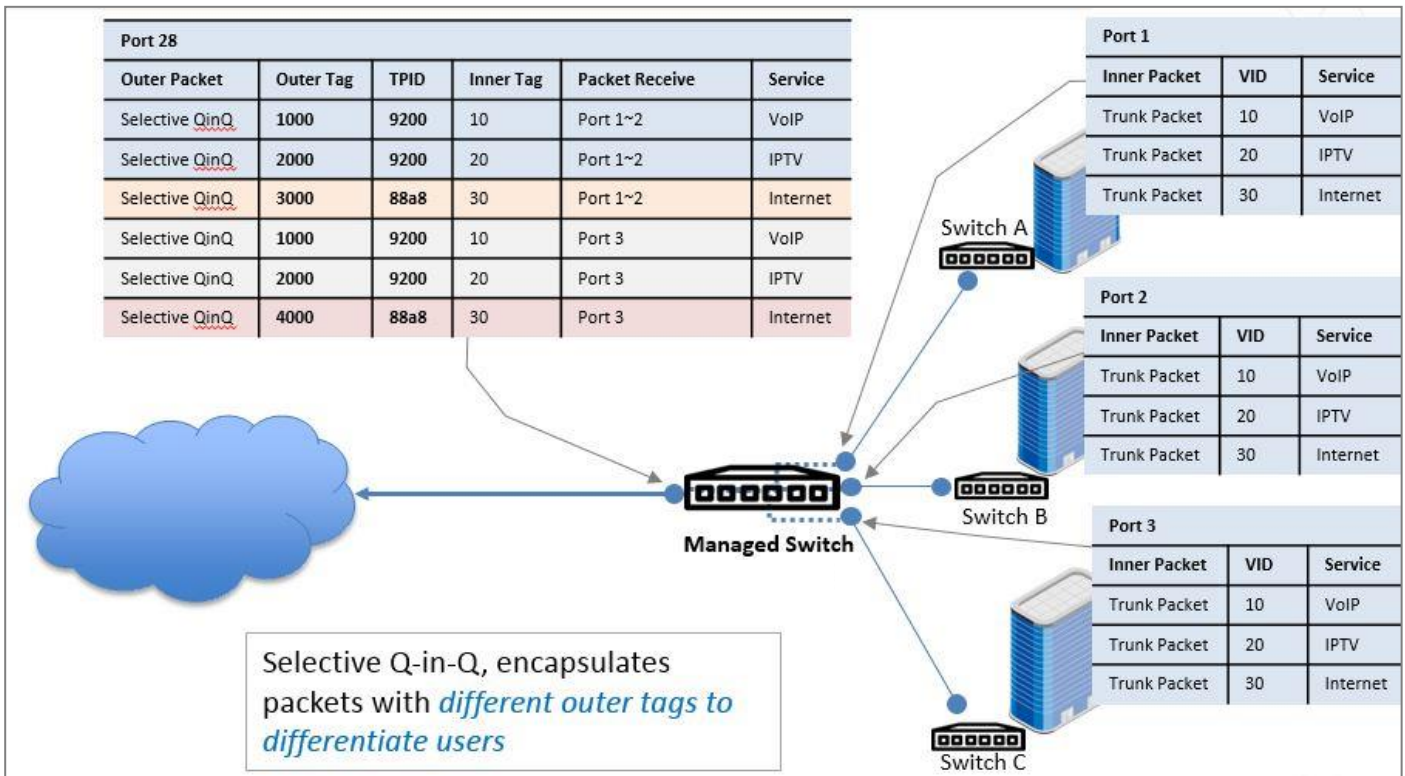 Port 28
Outer Packet Outer Tag TPID Inner Tag Packet Receive Service
Selective QinQ 1000 9200 10 Port 1~2 VoIP
Selective QinQ 2000 9200 20 Port 1~2 IPTV
Selective QinQ 3000 88a8 30 Port 1~2 Internet
Selective QinQ 1000 9200 10 Port 3 VoIP
Selective QinQ 2000 9200 20 Port 3 IPTV
Selective QinQ 4000 88a8 30 Port 3 Internet
Port 1
Inner Packet VID Service
Trunk Packet 10 VoIP
Trunk Packet 20 IPTV
Trunk Packet 30 Internet
Switch A
Port 2
Inner Packet VID Service
Trunk Packet 10 VoIP
Trunk Packet 20 IPTV
Trunk Packet 30 Internet
Switch B
Managed Switch
Port 3
Inner Packet VID Service
Trunk Packet 10 VoIP
Trunk Packet 20 IPTV
Trunk Packet 30 Internet
Switch C
Selective Q-in-Q, encapsulates
packets with different outer tags to
differentiate users